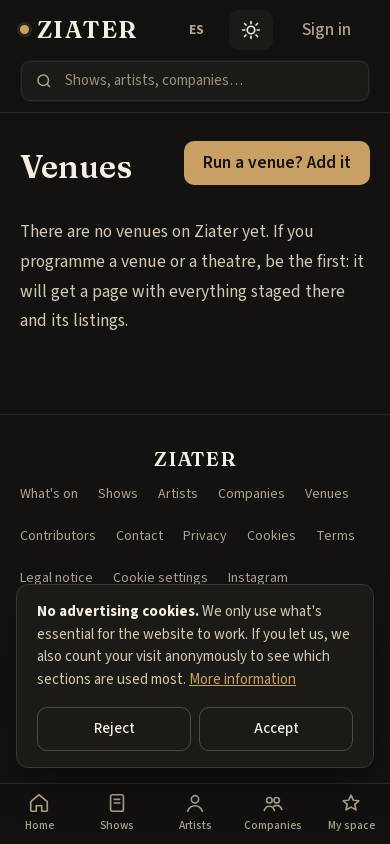 ZIATER
ES
Sign in
Shows, artists, companies…
Venues
Run a venue? Add it
There are no venues on Ziater yet. If you
programme a venue or a theatre, be the first: it
will get a page with everything staged there
and its listings.
ZIATER
What's on Shows Artists Companies Venues
Contributors Contact Privacy Cookies Terms
Legal notice Cookie settings Instagram
No advertising cookies. We only use what's
essential for the website to work. If you let us, we
also count your visit anonymously to see which
sections are used most. More information
Reject Accept
Home Shows Artists Companies My space